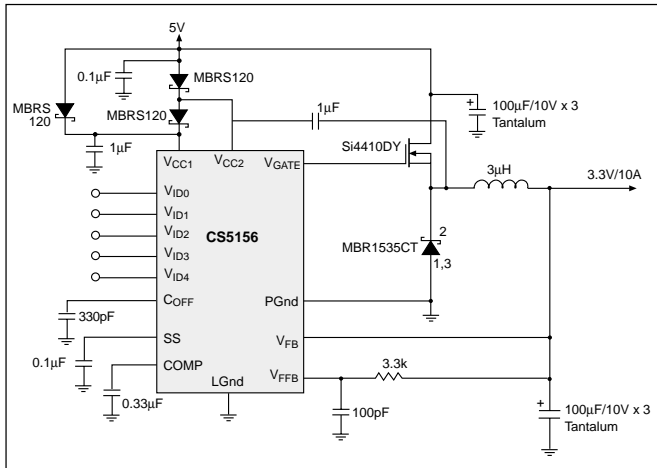 5V
0.1μF
MBRS120
MBRS
120
MBRS120
1μF
1μF
100μF/10V x 3
Tantalum
Si4410DY
VCC1
VCC2
VGATE
3μH
3.3V/10A
VID0
VID1
VID2
VID3
VID4
CS5156
2
MBR1535CT
1,3
COFF
PGnd
330pF
SS
VFB
0.1μF
COMP
VFFB
3.3k
LGnd
0.33μF
100pF
100μF/10V x 3
Tantalum